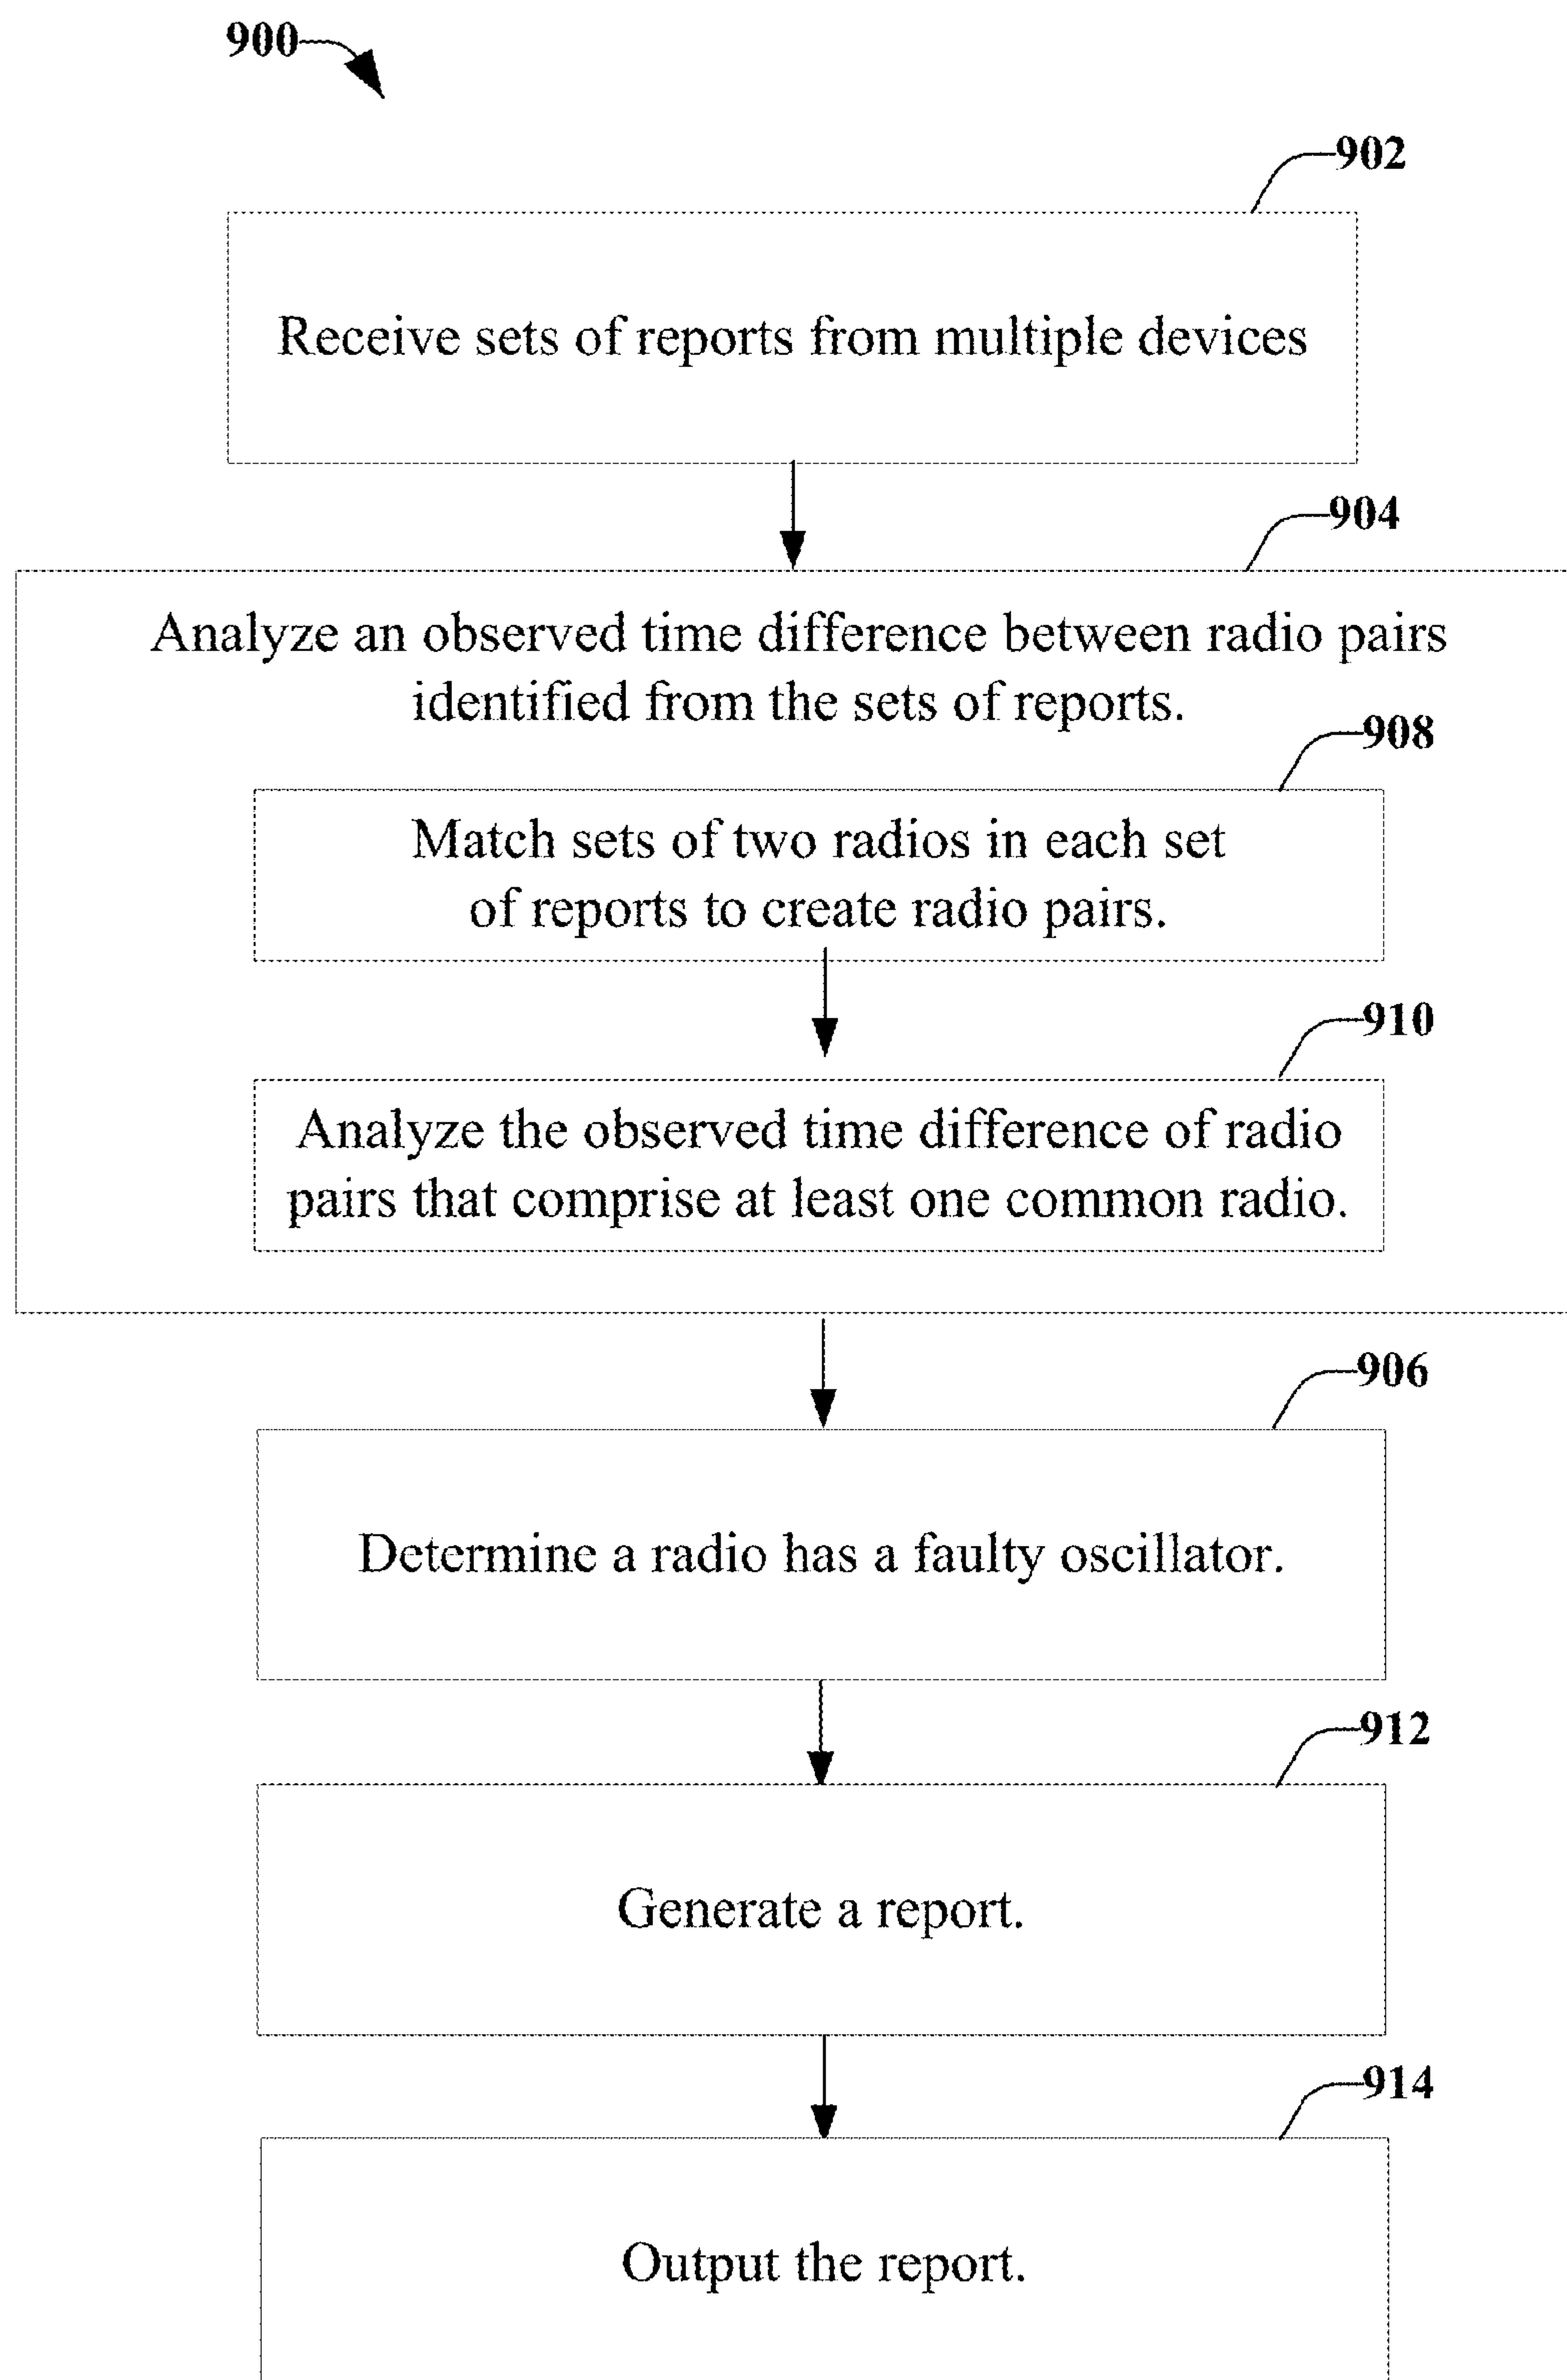 900
902
Receive sets of reports from multiple devices
904
Analyze an observed time difference between radio pairs
identified from the sets of reports.
908
Match sets of two radios in each set
of reports to create radio pairs.
910
Analyze the observed time difference of radio
pairs that comprise at least one common radio.
906
Determine a radio has a faulty oscillator.
912
Generate a report.
914
Output the report.